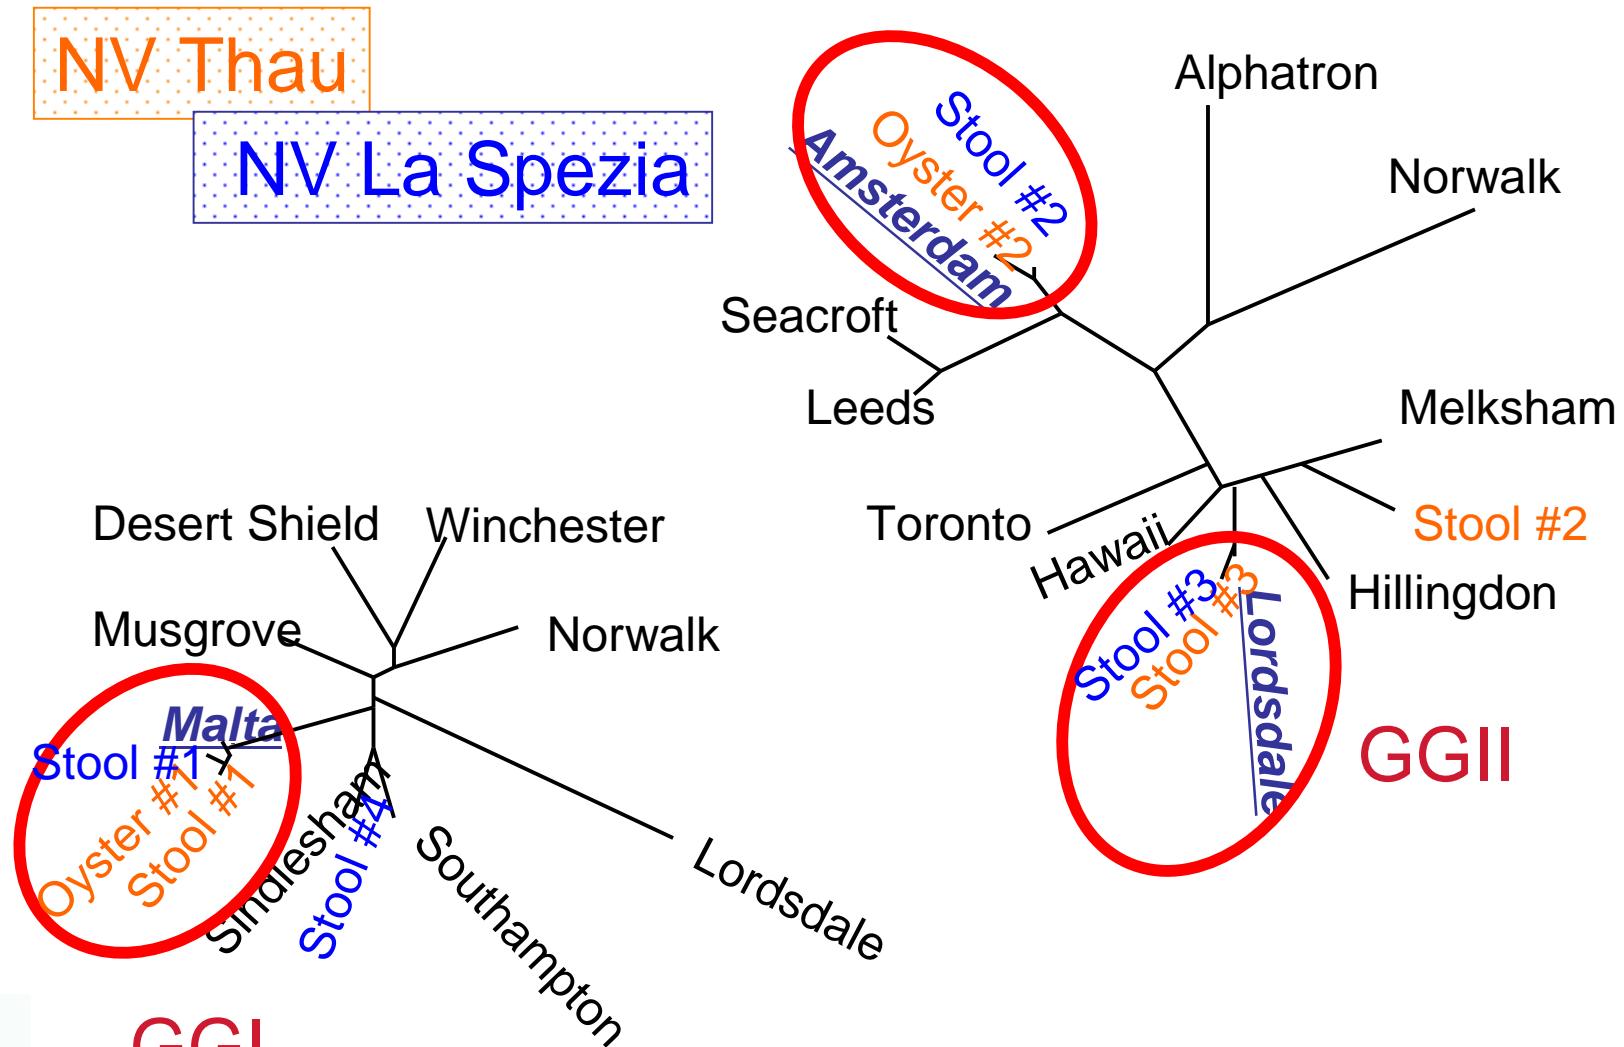 NV Thau
NV La Spezia
Alphatron
Norwalk
Stool #2
Oyster #2
Amsterdam
Seacroft
Leeds
Melksham
Toronto
Hawaii
Stool #2
Hillingdon
Stool #3
Stool #3
Lordsdale
GGII
Desert Shield
Winchester
Musgrove
Norwalk
Malta
Stool #1
Oyster #1
Stool #1
Sindlesham
Stool #4
Southampton
Lordsdale
GGI